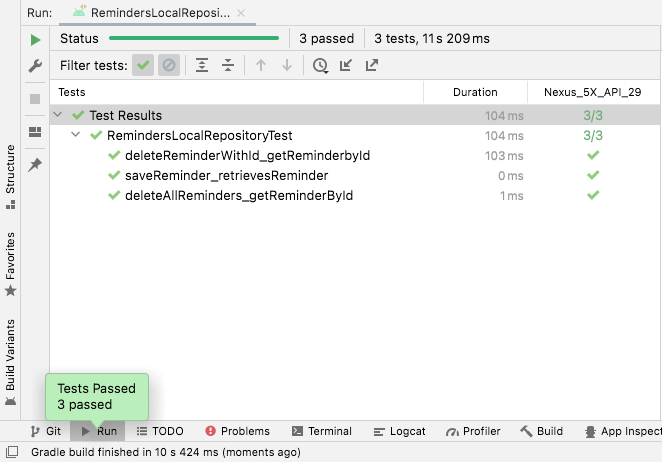 Run: RemindersLocalReposi...
Status 3 passed 3 tests, 11 s 209 ms
Filter tests:
Tests Duration Nexus_5X_API_29
Test Results 104 ms 3/3
RemindersLocalRepositoryTest 104 ms 3/3
deleteReminderWithId_getReminderbyId 103 ms
saveReminder_retrievesReminder 0 ms
deleteAllReminders_getReminderById 1 ms
Structure
Favorites
Build Variants
Tests Passed
3 passed
Git Run TODO Problems Terminal Logcat Profiler Build App Inspect
Gradle build finished in 10 s 424 ms (moments ago)